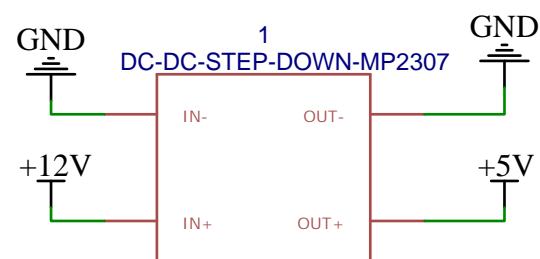 GND
1
GND
DC-DC-STEP-DOWN-MP2307
IN-
OUT-
+12V
+5V
IN+
OUT+